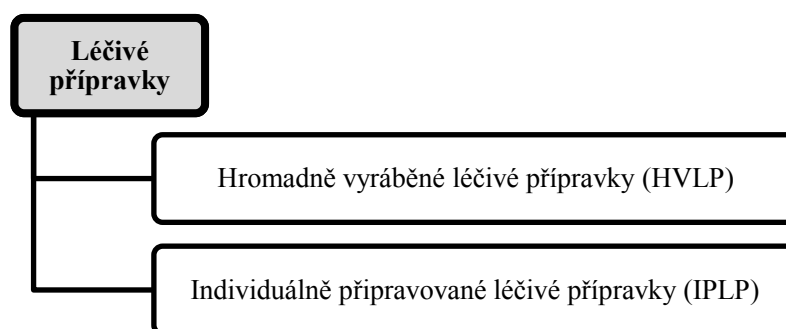 Léčivé
přípravky
Hromadně vyráběné léčivé přípravky (HVLP)
Individuálně připravované léčivé přípravky (IPLP)